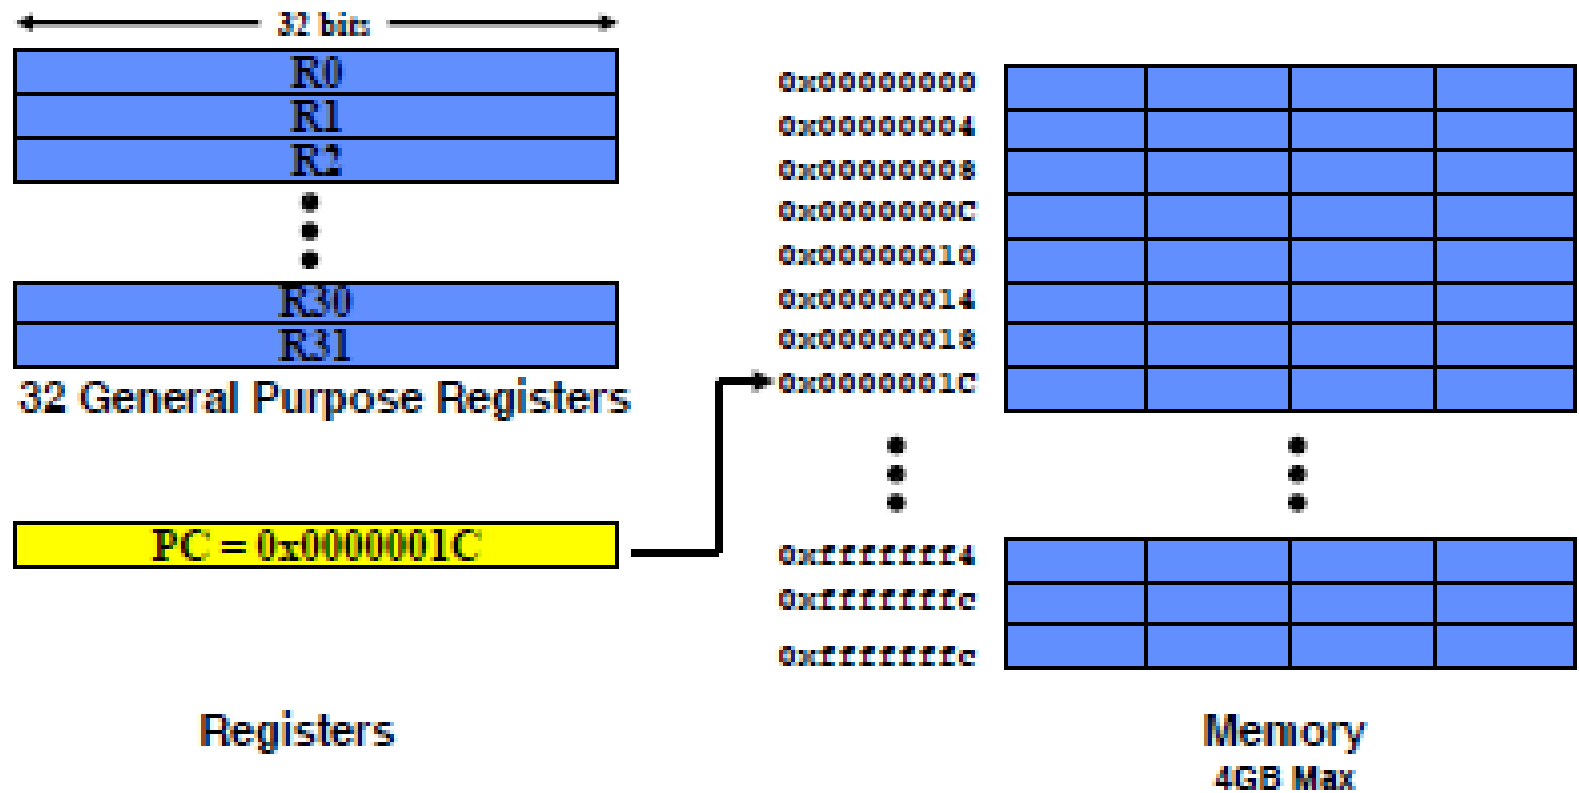 32 bits
R0
R1
R2
R30
R31
32 General Purpose Registers
PC = 0x0000001C
Registers
0x00000000
0x00000004
0x00000008
0x0000000C
0x00000010
0x00000014
0x00000018
0x0000001C
0xfffffff4
0xfffffffc
0xfffffffc
Memory
4GB Max